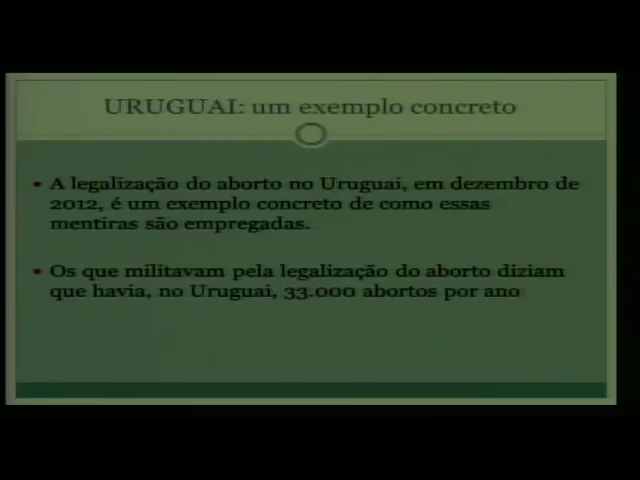 URUGUAI: um exemplo concreto
• A legalização do aborto no Uruguai, em dezembro de
2012, é um exemplo concreto de como essas
mentiras são empregadas.
• Os que militavam pela legalização do aborto diziam
que havia, no Uruguai, 33.000 abortos por ano